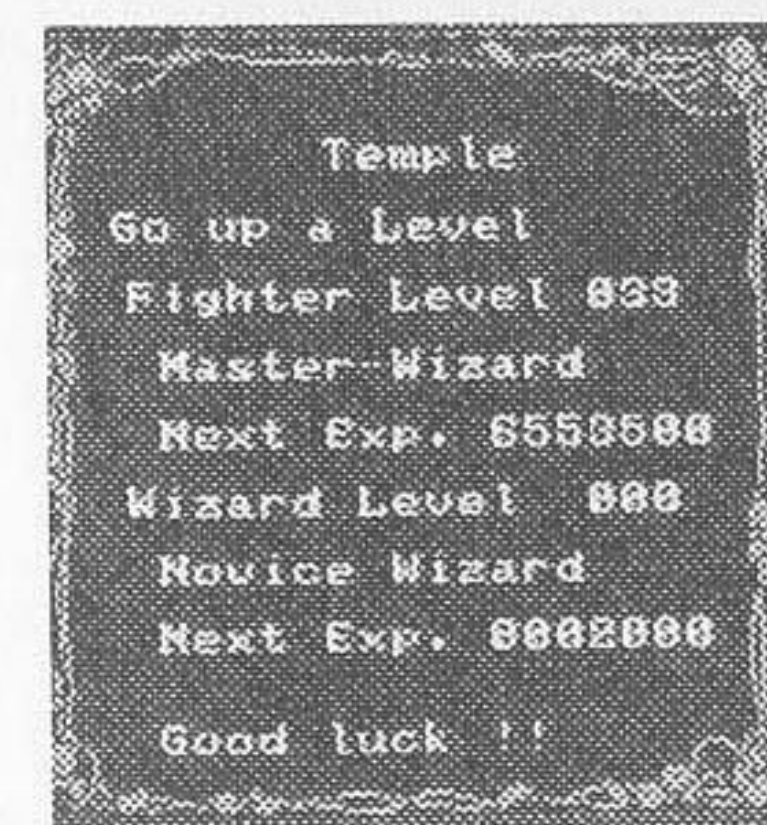 Temple
Go up a Level
Fighter Level 033
Master-Wizard
Next Exp. 6553500
Wizard Level 000
Novice Wizard
Next Exp. 0002000
Good luck !!